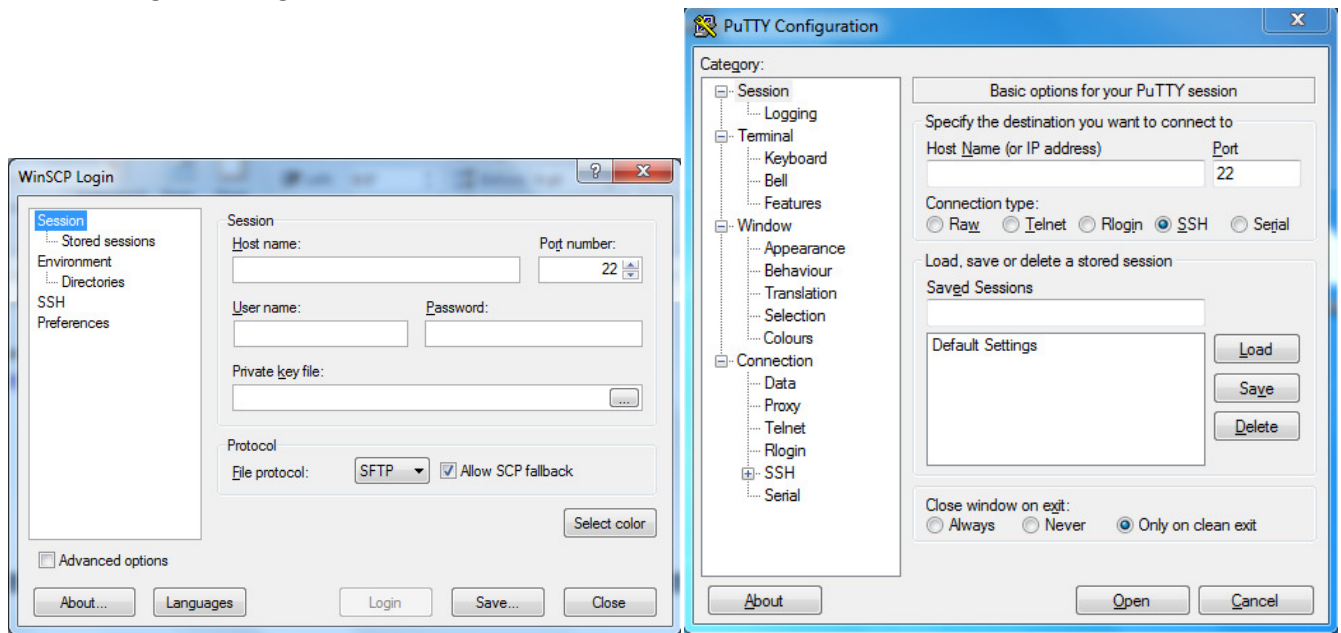 WinSCP Login
Session
Stored sessions
Environment
Directories
SSH
Preferences
Session
Host name: Port number:
22
User name: Password:
Private key file:
...
Protocol
File protocol: SFTP Allow SCP fallback
Select color
Advanced options
About... Languages Login Save... Close
PuTTY Configuration
Category:
Session
Logging
Terminal
Keyboard
Bell
Features
Window
Appearance
Behaviour
Translation
Selection
Colours
Connection
Data
Proxy
Telnet
Rlogin
SSH
Serial
Basic options for your PuTTY session
Specify the destination you want to connect to
Host Name (or IP address) Port
22
Connection type:
Raw Telnet Rlogin SSH Serial
Load, save or delete a stored session
Saved Sessions
Default Settings
Load
Save
Delete
Close window on exit:
Always Never Only on clean exit
About Open Cancel